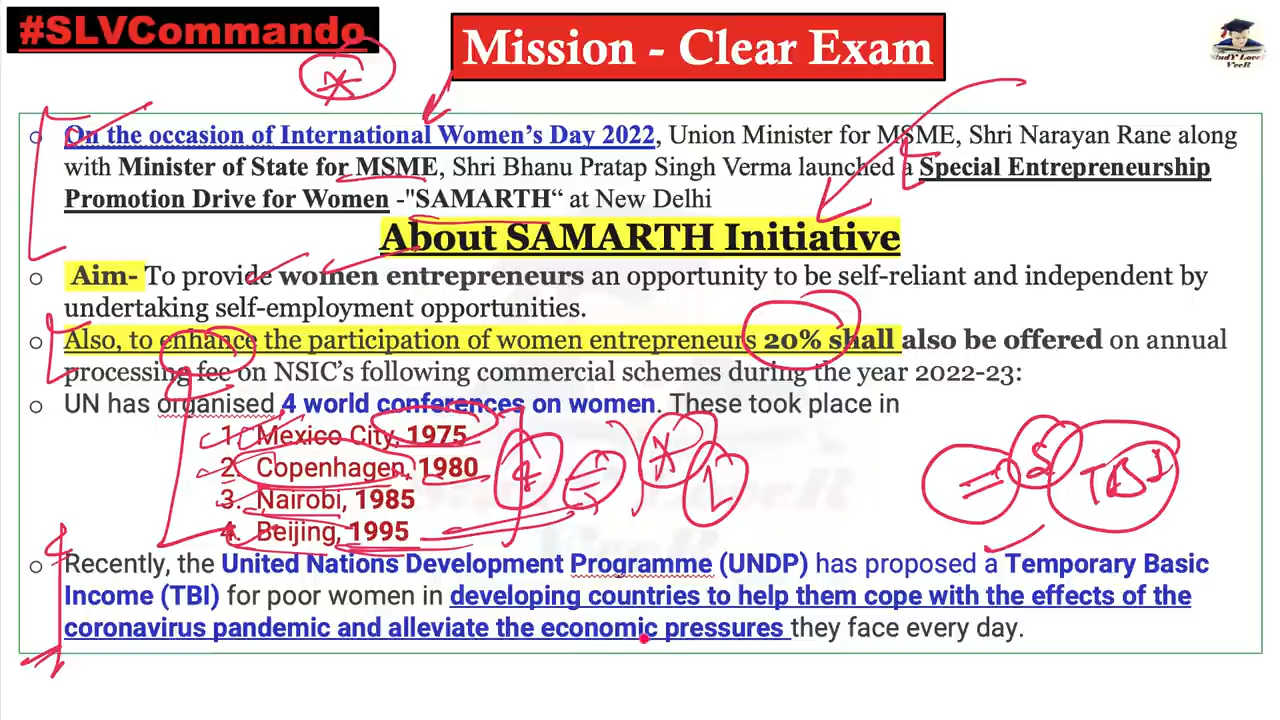 #SLVCommando
Mission - Clear Exam
StudY LoveR
VeeR
On the occasion of International Women's Day 2022, Union Minister for MSME, Shri Narayan Rane along
with Minister of State for MSME, Shri Bhanu Pratap Singh Verma launched a Special Entrepreneurship
Promotion Drive for Women -"SAMARTH“ at New Delhi
About SAMARTH Initiative
Aim- To provide women entrepreneurs an opportunity to be self-reliant and independent by
undertaking self-employment opportunities.
Also, to enhance the participation of women entrepreneurs 20% shall also be offered on annual
processing fee on NSIC's following commercial schemes during the year 2022-23:
UN has organised 4 world conferences on women. These took place in
1. Mexico City, 1975
2. Copenhagen, 1980
3. Nairobi, 1985
4. Beijing, 1995
4
TBI
Recently, the United Nations Development Programme (UNDP) has proposed a Temporary Basic
Income (TBI) for poor women in developing countries to help them cope with the effects of the
coronavirus pandemic and alleviate the economic pressures they face every day.